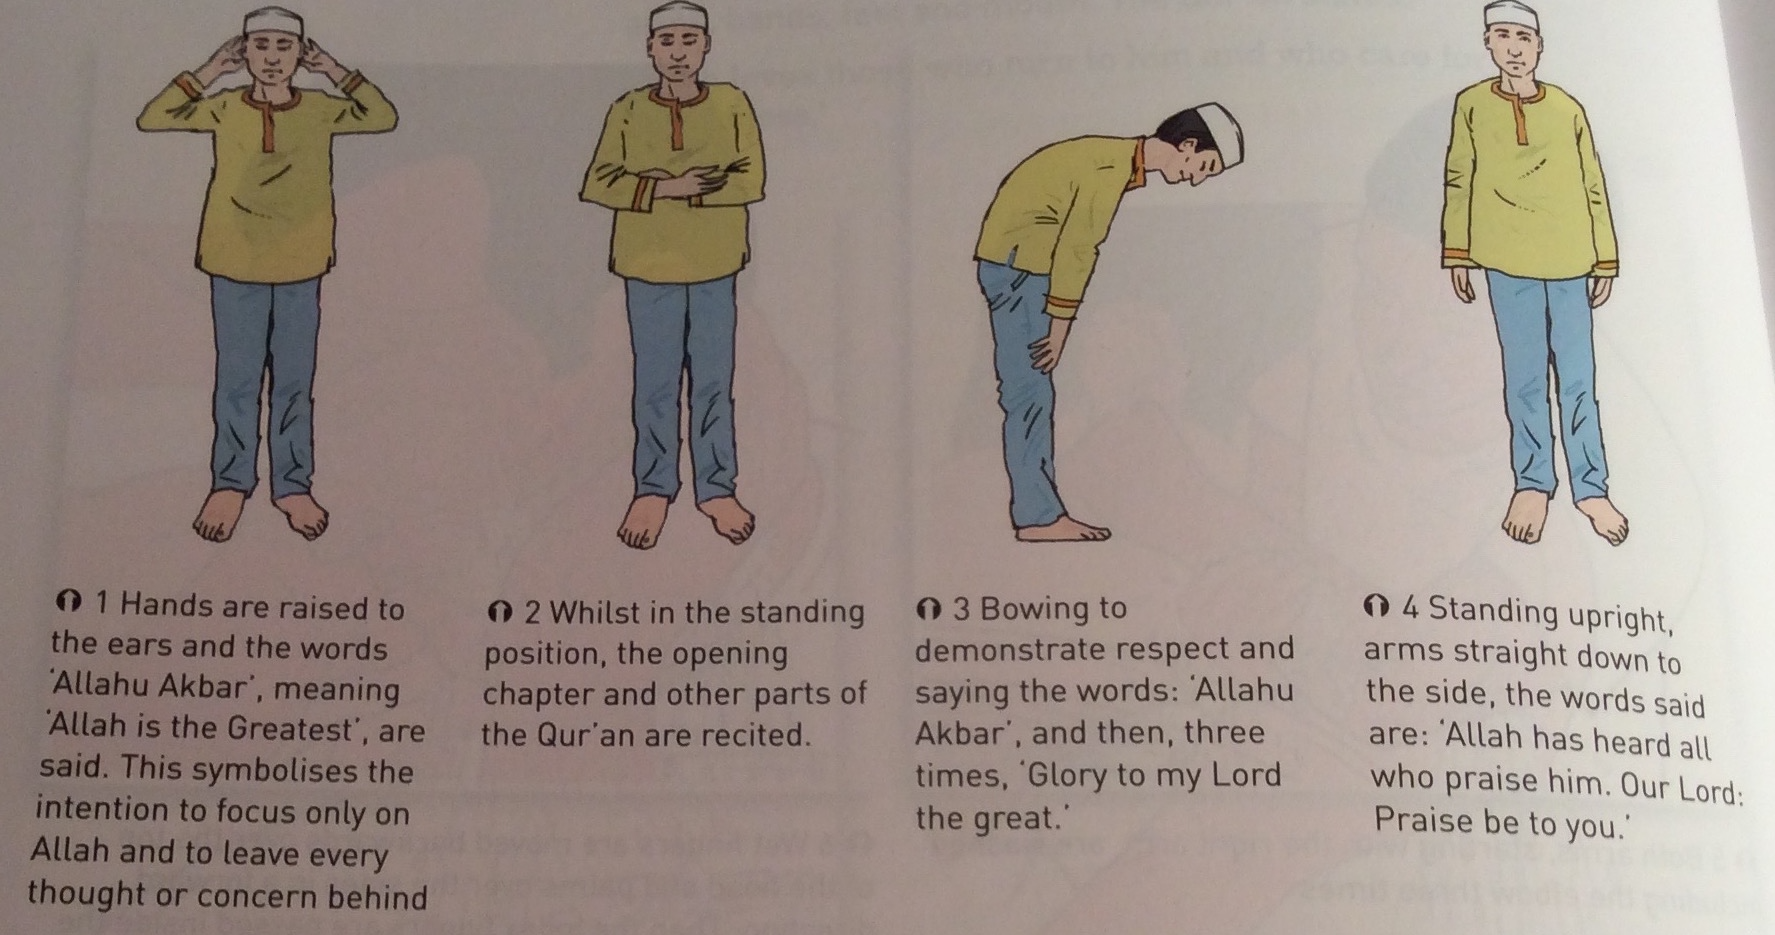 1 Hands are raised to
the ears and the words
'Allahu Akbar', meaning
'Allah is the Greatest', are
said. This symbolises the
intention to focus only on
Allah and to leave every
thought or concern behind
2 Whilst in the standing
position, the opening
chapter and other parts of
the Qur'an are recited.
3 Bowing to
demonstrate respect and
saying the words: 'Allahu
Akbar', and then, three
times, 'Glory to my Lord
the great.'
4 Standing upright,
arms straight down to
the side, the words said
are: 'Allah has heard all
who praise him. Our Lord:
Praise be to you.'